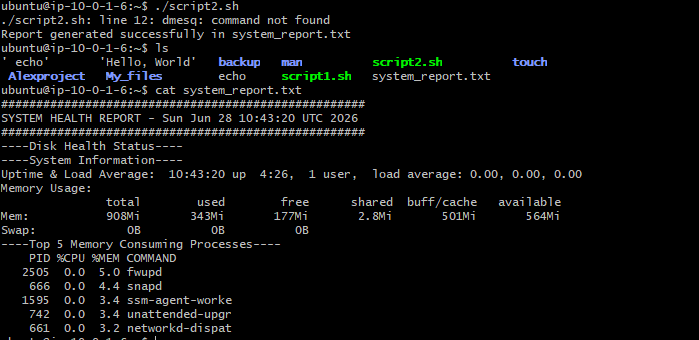 ubuntu@ip-10-0-1-6:~$ ./script2.sh
./script2.sh: line 12: dmesq: command not found
Report generated successfully in system_report.txt
ubuntu@ip-10-0-1-6:~$ ls
' echo' 'Hello, World' backup man script2.sh touch
Alexproject My_files echo script1.sh system_report.txt
ubuntu@ip-10-0-1-6:~$ cat system_report.txt
##################################################
SYSTEM HEALTH REPORT - Sun Jun 28 10:43:20 UTC 2026
##################################################
----Disk Health Status----
----System Information----
Uptime & Load Average: 10:43:20 up 4:26, 1 user, load average: 0.00, 0.00, 0.00
Memory Usage:
total used free shared buff/cache available
Mem: 908Mi 343Mi 177Mi 2.8Mi 501Mi 564Mi
Swap: 0B 0B 0B
----Top 5 Memory Consuming Processes----
PID %CPU %MEM COMMAND
2505 0.0 5.0 fwupd
666 0.0 4.4 snapd
1595 0.0 3.4 ssm-agent-worke
742 0.0 3.4 unattended-upgr
661 0.0 3.2 networkd-dispat